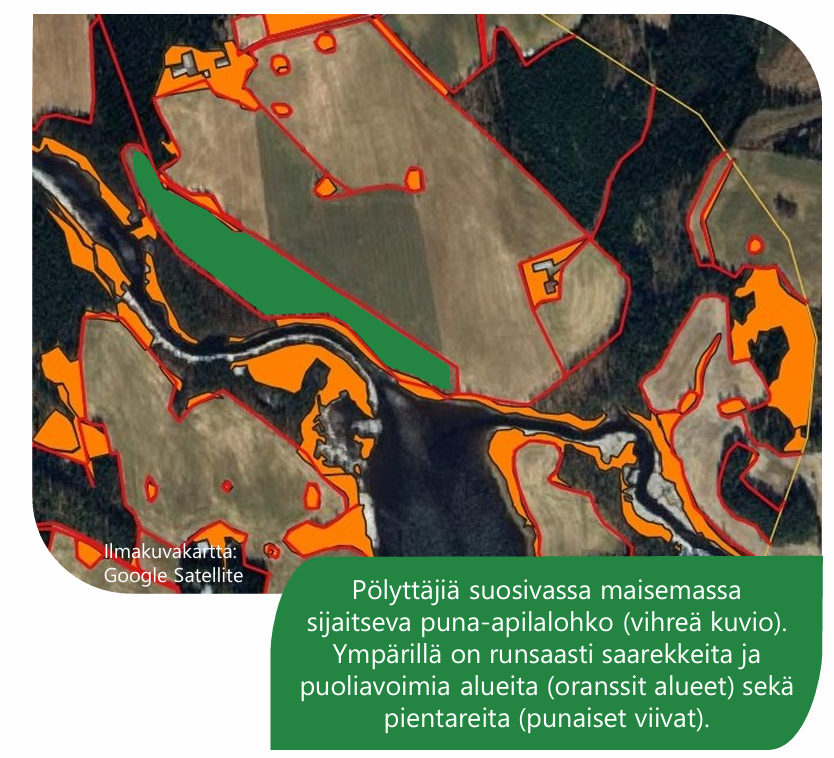 Ilmakuvakartta:
Google Satellite
Pölyttäjiä suosivassa maisemassa
sijaitseva puna-apilalohko (vihreä kuvio).
Ympärillä on runsaasti saarekkeita ja
puoliavoimia alueita (oranssit alueet) sekä
pientareita (punaiset viivat).